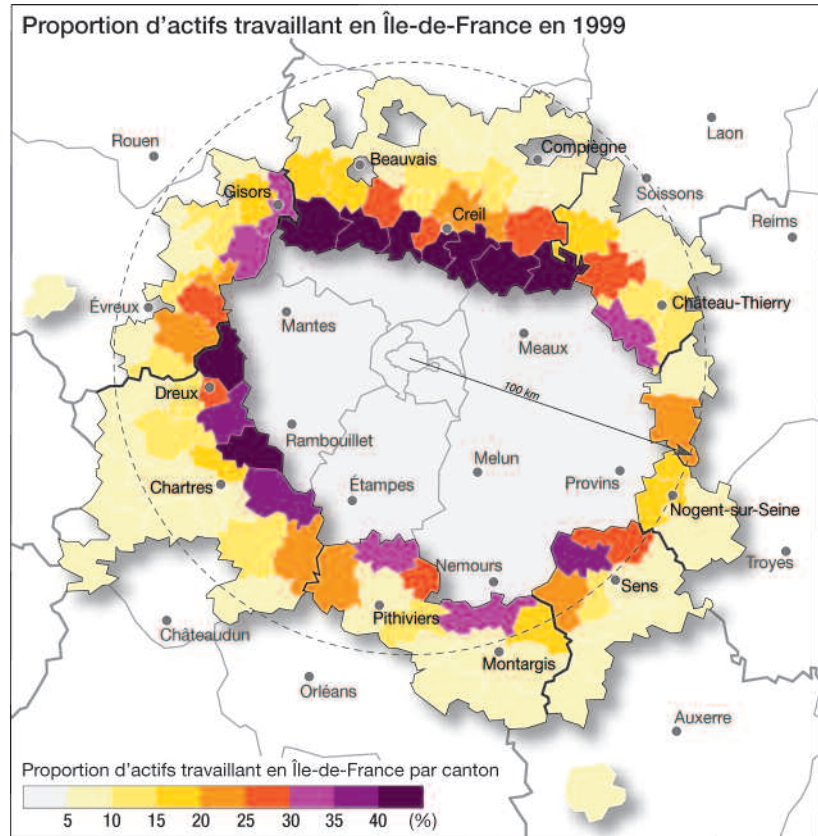 Proportion d'actifs travaillant en Île-de-France en 1999
Laon
Rouen
Compiègne
Beauvais
Soissons
Gisors
Creil
Reims
Évreux
Château-Thierry
Mantes
Meaux
100 km
Dreux
Rambouillet
Melun
Provins
Chartres
Étampes
Nogent-sur-Seine
Troyes
Nemours
Sens
Pithiviers
Châteaudun
Montargis
Orléans
Auxerre
Proportion d'actifs travaillant en Île-de-France par canton
5 10 15 20 25 30 35 40 (%)